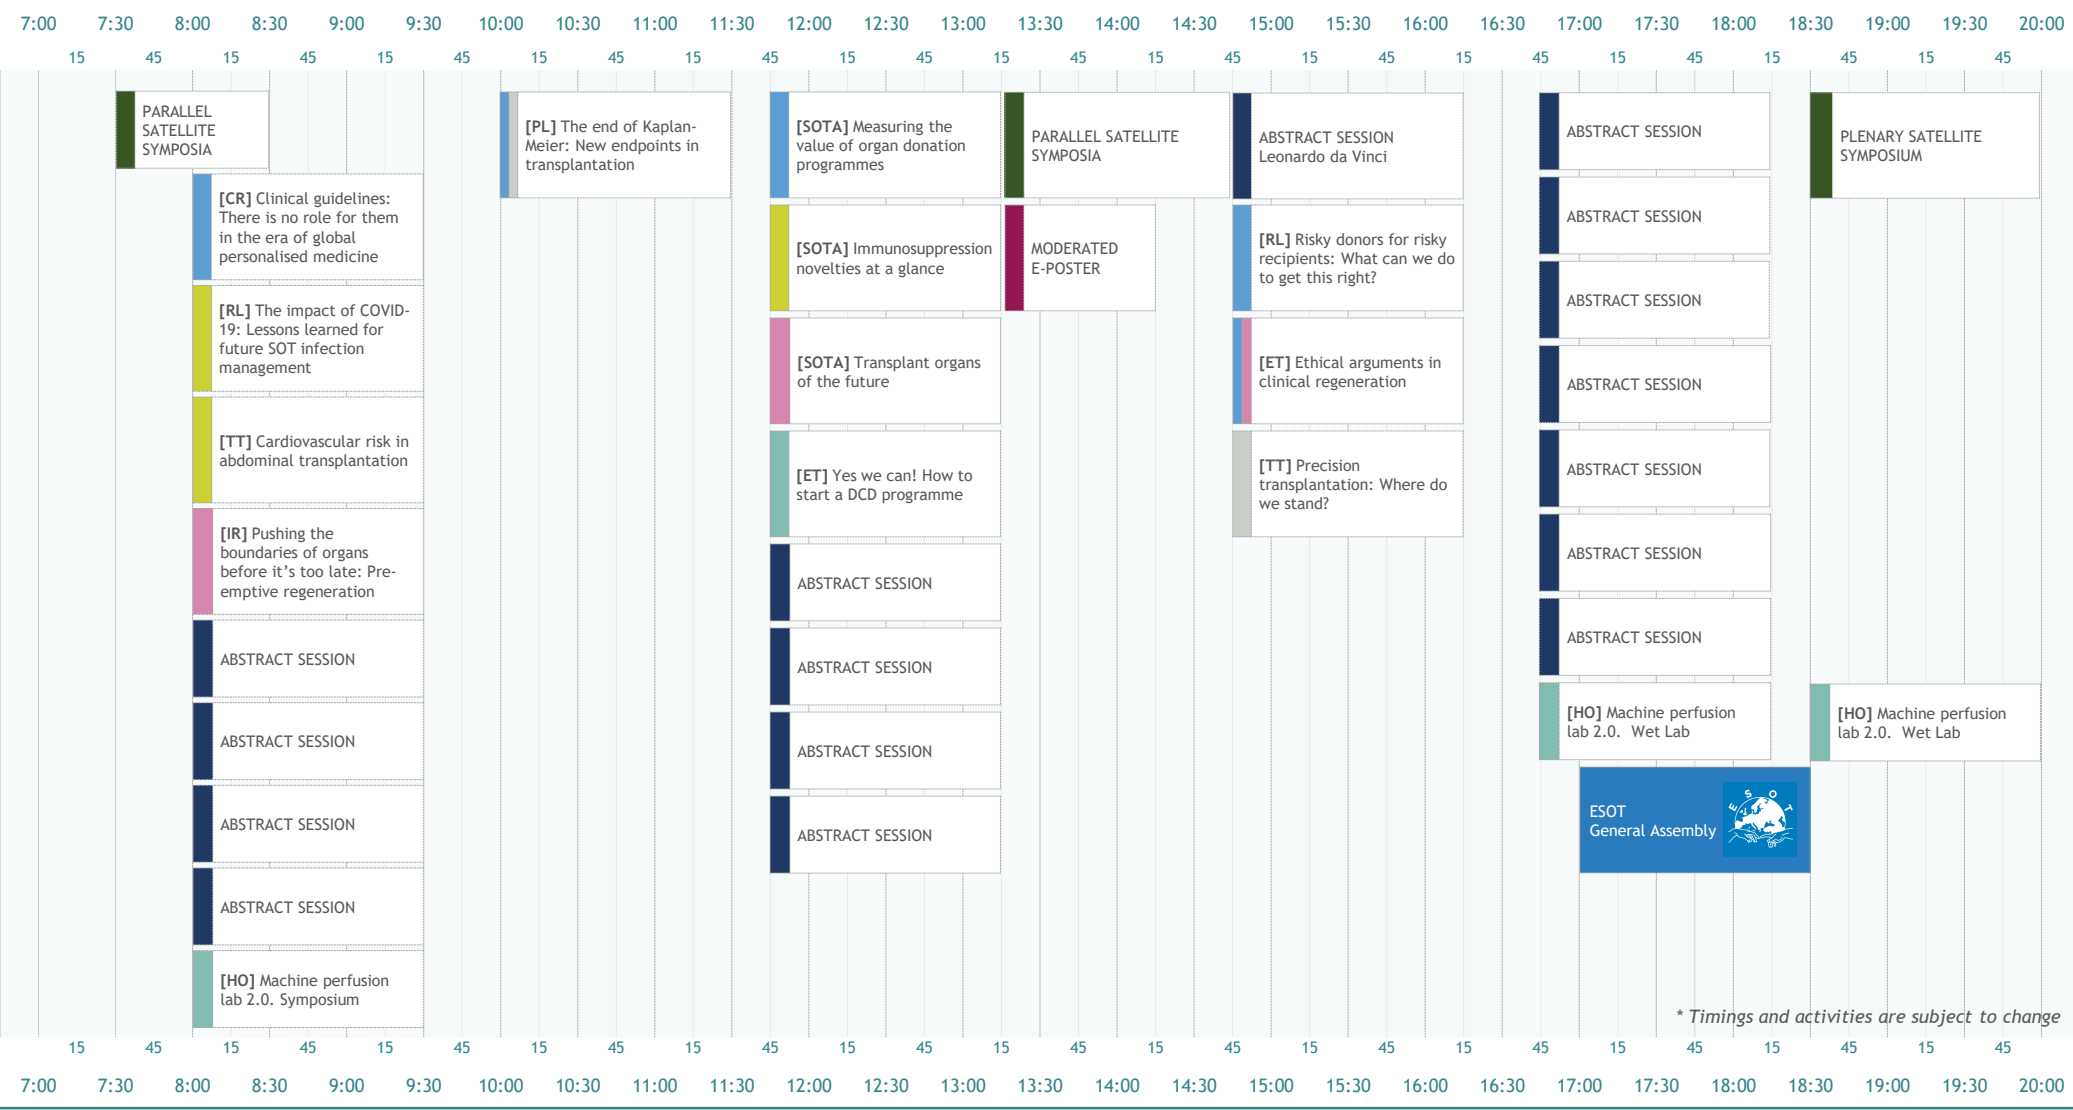 7:00 7:30 8:00 8:30 9:00 9:30 10:00 10:30 11:00 11:30 12:00 12:30 13:00 13:30 14:00 14:30 15:00 15:30 16:00 16:30 17:00 17:30 18:00 18:30 19:00 19:30 20:00
15 45 15 45 15 45 15 45 15 45 15 45 15 45 15 45 15 45 15 45 15 45 15 45 15 45
PARALLEL
SATELLITE
SYMPOSIA
[CR] Clinical guidelines:
There is no role for them
in the era of global
personalised medicine
[RL] The impact of COVID-
19: Lessons learned for
future SOT infection
management
[TT] Cardiovascular risk in
abdominal transplantation
[IR] Pushing the
boundaries of organs
before it’s too late: Pre-
emptive regeneration
ABSTRACT SESSION
ABSTRACT SESSION
ABSTRACT SESSION
ABSTRACT SESSION
[HO] Machine perfusion
lab 2.0. Symposium
[PL] The end of Kaplan-
Meier: New endpoints in
transplantation
[SOTA] Measuring the
value of organ donation
programmes
[SOTA] Immunosuppression
novelties at a glance
[SOTA] Transplant organs
of the future
[ET] Yes we can! How to
start a DCD programme
ABSTRACT SESSION
ABSTRACT SESSION
ABSTRACT SESSION
ABSTRACT SESSION
PARALLEL SATELLITE
SYMPOSIA
MODERATED
E-POSTER
ABSTRACT SESSION
Leonardo da Vinci
[RL] Risky donors for risky
recipients: What can we do
to get this right?
[ET] Ethical arguments in
clinical regeneration
[TT] Precision
transplantation: Where do
we stand?
ABSTRACT SESSION
ABSTRACT SESSION
ABSTRACT SESSION
ABSTRACT SESSION
ABSTRACT SESSION
ABSTRACT SESSION
ABSTRACT SESSION
[HO] Machine perfusion
lab 2.0. Wet Lab
ESOT
General Assembly
ESOT
PLENARY SATELLITE
SYMPOSIUM
[HO] Machine perfusion
lab 2.0. Wet Lab
* Timings and activities are subject to change
15 45 15 45 15 45 15 45 15 45 15 45 15 45 15 45 15 45 15 45 15 45 15 45 15 45
7:00 7:30 8:00 8:30 9:00 9:30 10:00 10:30 11:00 11:30 12:00 12:30 13:00 13:30 14:00 14:30 15:00 15:30 16:00 16:30 17:00 17:30 18:00 18:30 19:00 19:30 20:00